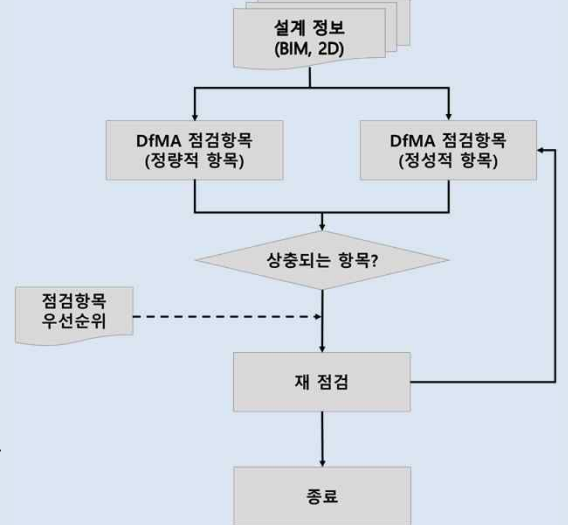 설계 정보
(BIM, 2D)
DfMA 점검항목
(정량적 항목)
DfMA 점검항목
(정성적 항목)
상충되는 항목?
점검항목
우선순위
재 점검
종료